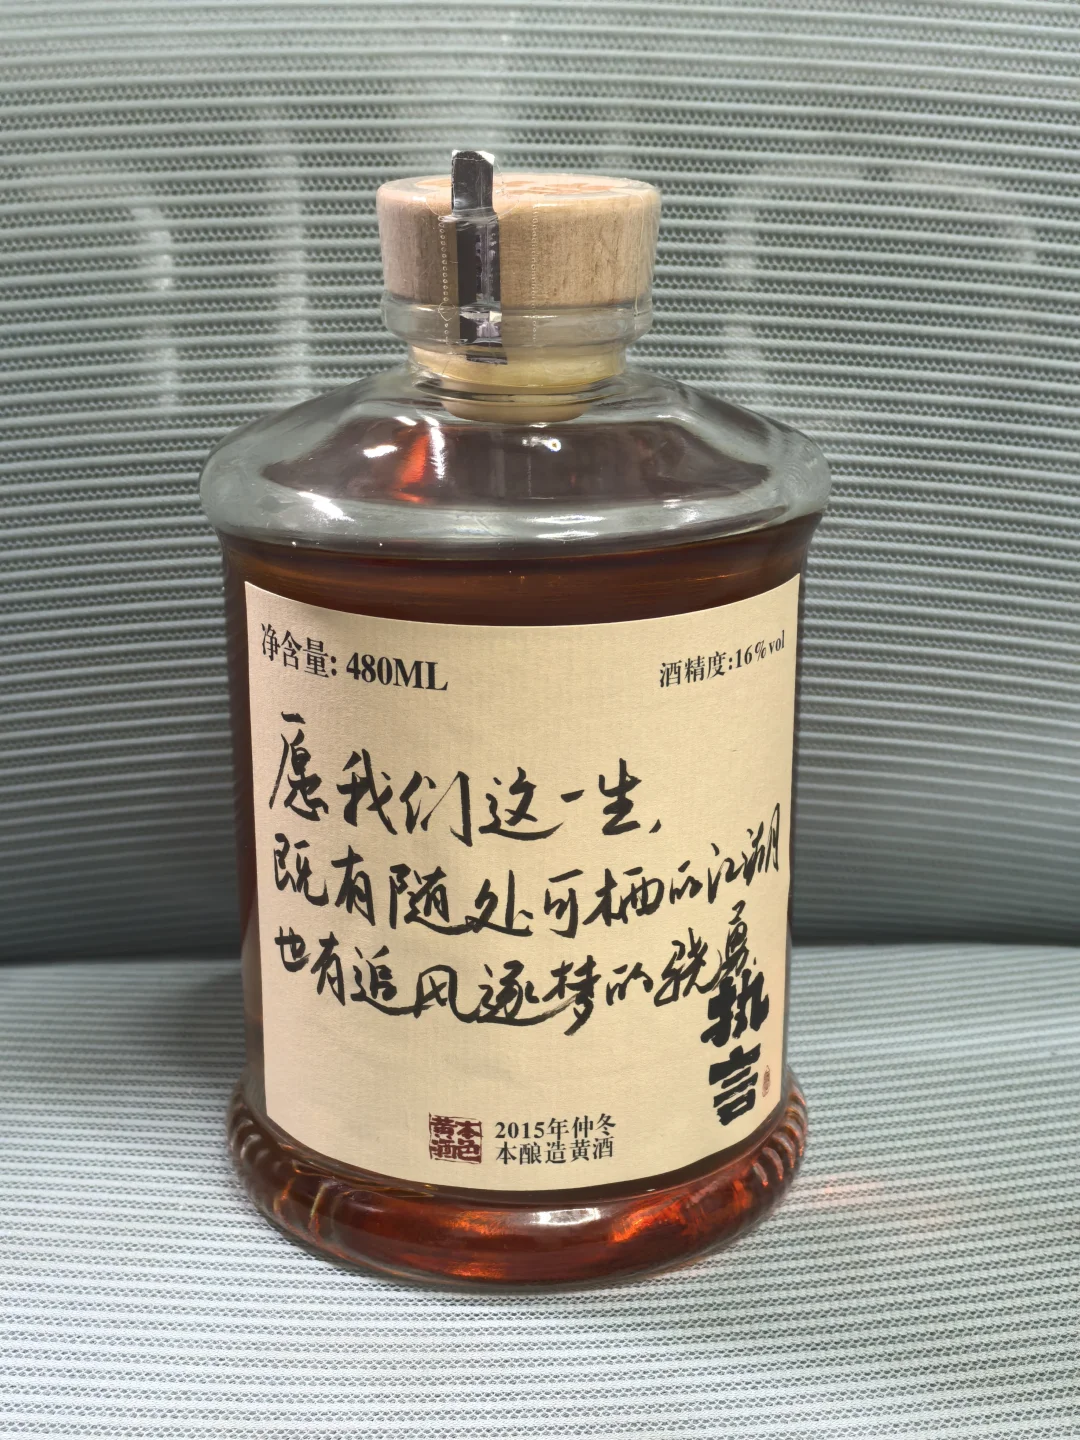 净含量: 480ML
酒精度:16%vol
愿我们这一生，
既有随处可栖的江湖
也有追风逐梦的骁勇
执言
本色
黄酒
2015年仲冬
本酿造黄酒